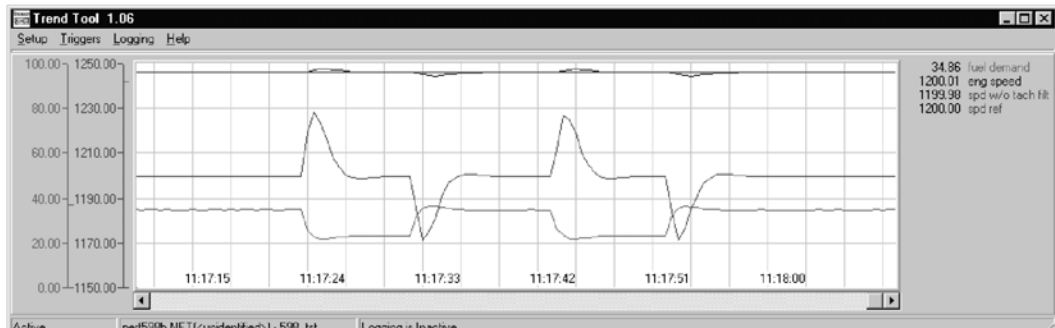 Trend Tool 1.06
Setup Triggers Logging Help
100.00 1250.00
80.00 1230.00
60.00 1210.00
40.00 1190.00
20.00 1170.00
0.00 1150.00
34.86 fuel demand
1200.01 eng speed
1199.98 spd w/o tach filt
1200.00 spd ref
11:17:15 11:17:24 11:17:33 11:17:42 11:17:51 11:18:00
Active Logging is Inactive